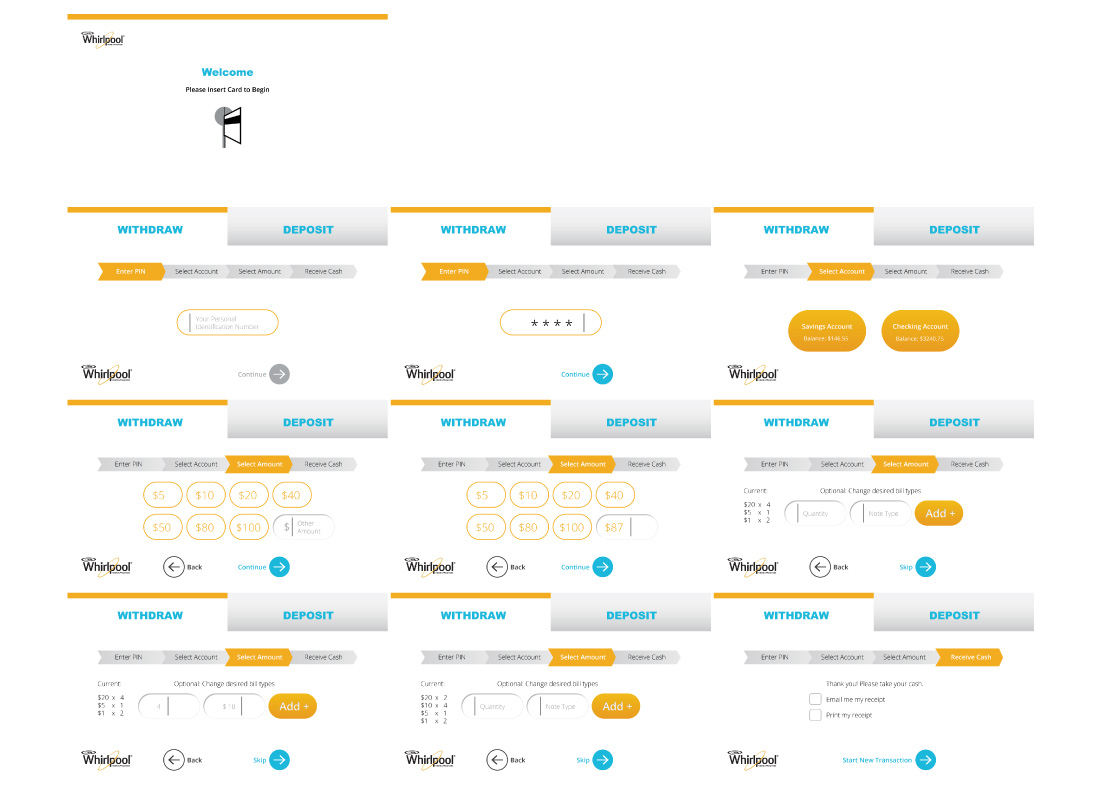 Whirlpool
Welcome
Please Insert Card to Begin
WITHDRAW
DEPOSIT
Enter PIN
Select Account
Select Amount
Receive Cash
Your Personal
Identification Number
Whirlpool
Continue
WITHDRAW
DEPOSIT
Enter PIN
Select Account
Select Amount
Receive Cash
* * * *
Whirlpool
Continue
WITHDRAW
DEPOSIT
Enter PIN
Select Account
Select Amount
Receive Cash
Savings Account
Balance: $146.55
Checking Account
Balance: $3240.75
Whirlpool
WITHDRAW
DEPOSIT
Enter PIN
Select Account
Select Amount
Receive Cash
$5
$10
$20
$40
$50
$80
$100
$
Other
Amount
Whirlpool
Back
Continue
WITHDRAW
DEPOSIT
Enter PIN
Select Account
Select Amount
Receive Cash
$5
$10
$20
$40
$50
$80
$100
$87
Whirlpool
Back
Continue
WITHDRAW
DEPOSIT
Enter PIN
Select Account
Select Amount
Receive Cash
Current:
Optional: Change desired bill types
$20 x 4
$5 x 1
$1 x 2
Quantity
Note Type
Add +
Whirlpool
Back
Skip
WITHDRAW
DEPOSIT
Enter PIN
Select Account
Select Amount
Receive Cash
Current:
Optional: Change desired bill types
$20 x 4
$5 x 1
$1 x 2
4
$ 10
Add +
Whirlpool
Back
Skip
WITHDRAW
DEPOSIT
Enter PIN
Select Account
Select Amount
Receive Cash
Current:
Optional: Change desired bill types
$20 x 2
$10 x 4
$5 x 1
$1 x 2
Quantity
Note Type
Add +
Whirlpool
Back
Skip
WITHDRAW
DEPOSIT
Enter PIN
Select Account
Select Amount
Receive Cash
Thank you! Please take your cash.
Email me my receipt
Print my receipt
Whirlpool
Start New Transaction